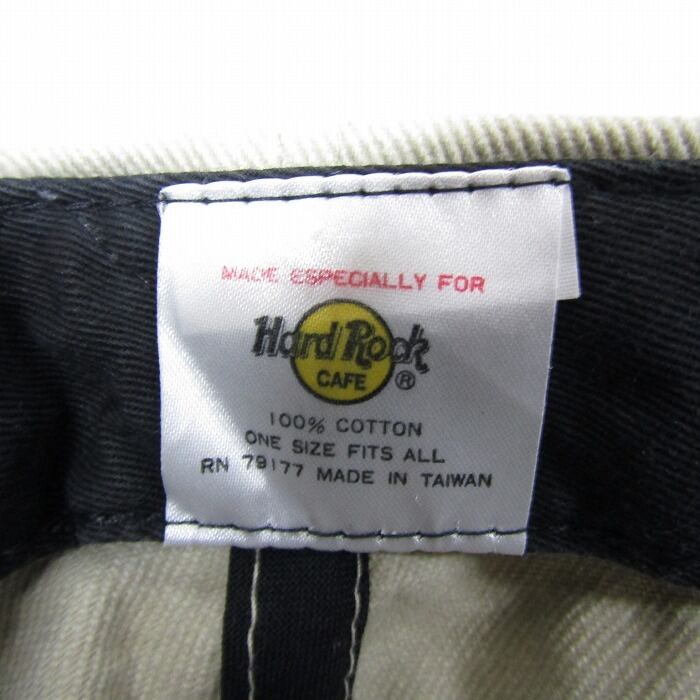 MADE ESPECIALLY FOR
Hard Rock
CAFE ®
100% COTTON
ONE SIZE FITS ALL
RN 79177 MADE IN TAIWAN